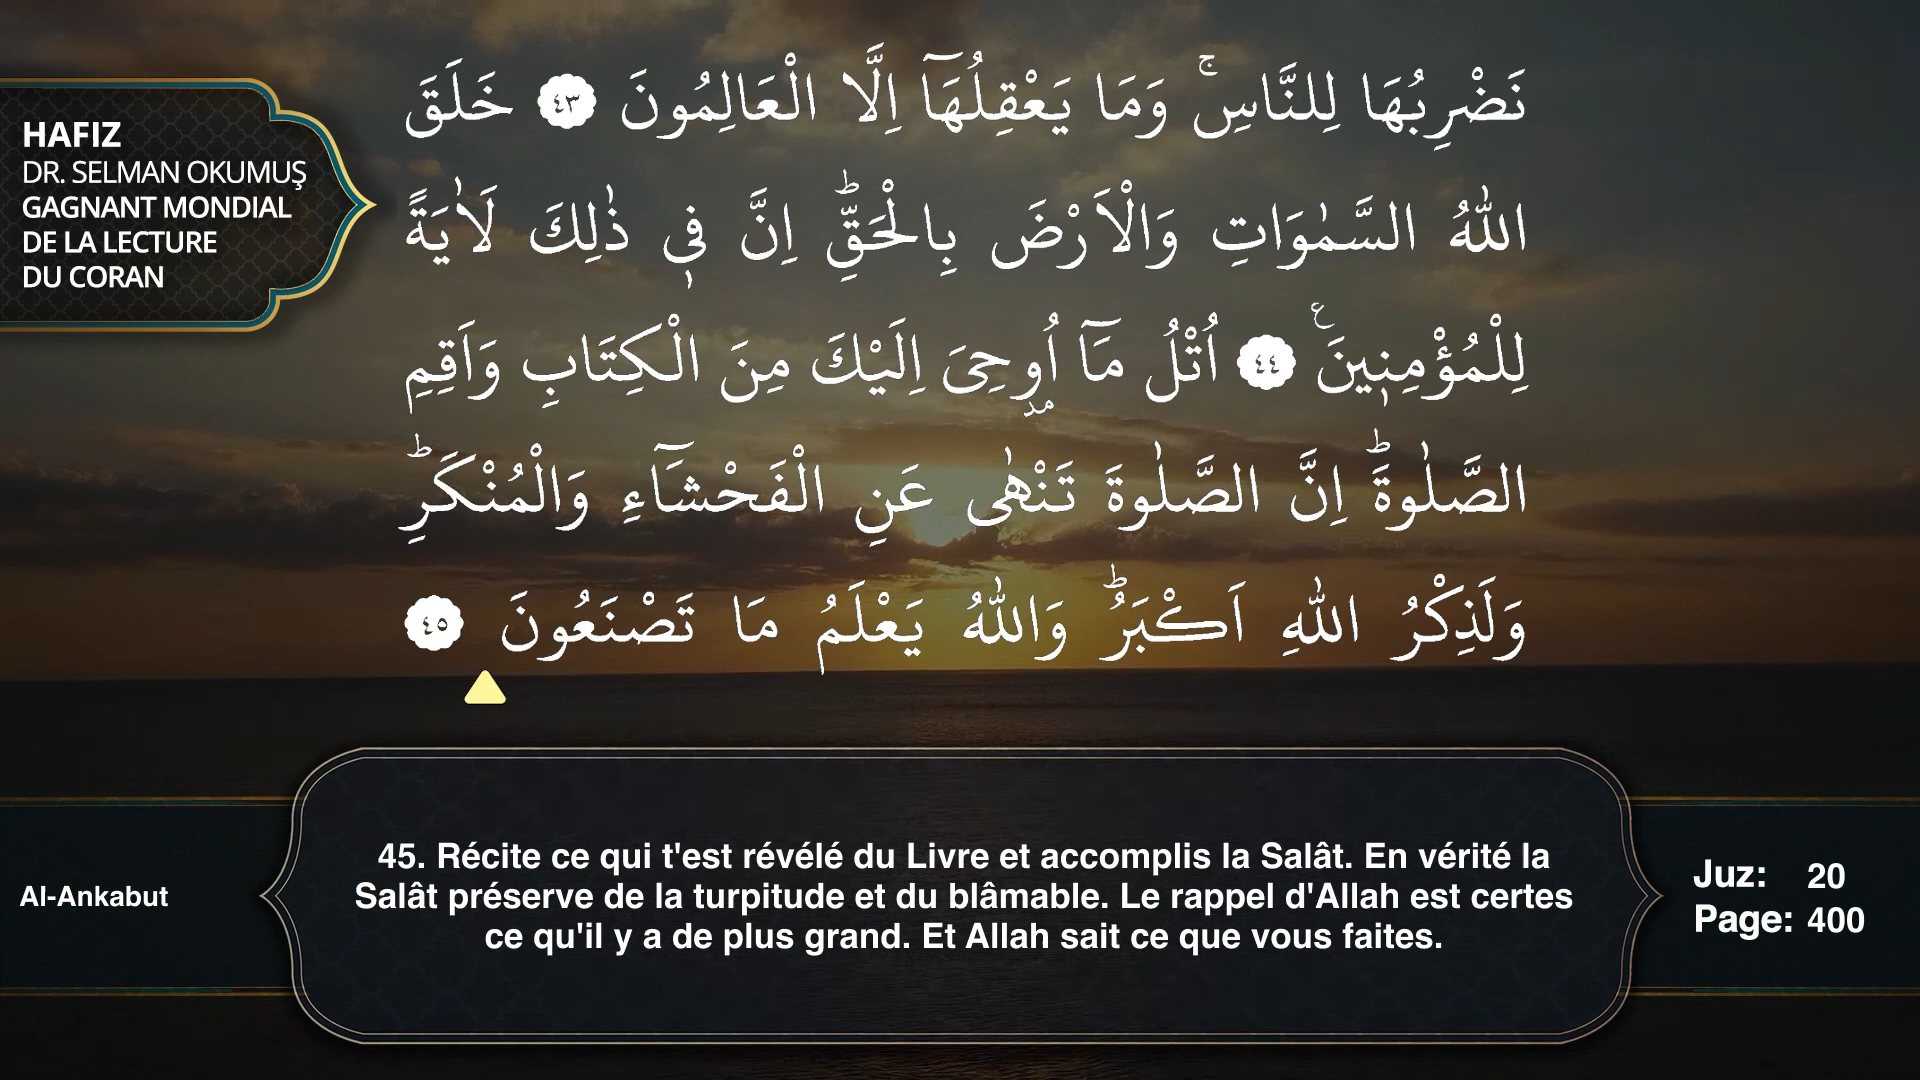 HAFIZ
DR. SELMAN OKUMUŞ
GAGNANT MONDIAL
DE LA LECTURE
DU CORAN
نَضْرِبُهَا لِلنَّاسِۚ وَمَا يَعْقِلُهَٓا اِلَّا الْعَالِمُونَ ﴿٤٣﴾ خَلَقَ
اللّٰهُ السَّمٰوَاتِ وَالْاَرْضَ بِالْحَقِّۜ اِنَّ ف۪ي ذٰلِكَ لَاٰيَةً
لِلْمُؤْمِن۪ينَ۟ ﴿٤٤﴾ اُتْلُ مَٓا اُو۫حِيَ اِلَيْكَ مِنَ الْكِتَابِ وَاَقِمِ
الصَّلٰوةَۜ اِنَّ الصَّلٰوةَ تَنْهٰى عَنِ الْفَحْشَٓاءِ وَالْمُنْكَرِۜ
وَلَذِكْرُ اللّٰهِ اَكْبَرُۜ وَاللّٰهُ يَعْلَمُ مَا تَصْنَعُونَ ﴿٤٥﴾
45. Récite ce qui t'est révélé du Livre et accomplis la Salât. En vérité la
Salât préserve de la turpitude et du blâmable. Le rappel d'Allah est certes
ce qu'il y a de plus grand. Et Allah sait ce que vous faites.
Al-Ankabut
Juz: 20
Page: 400